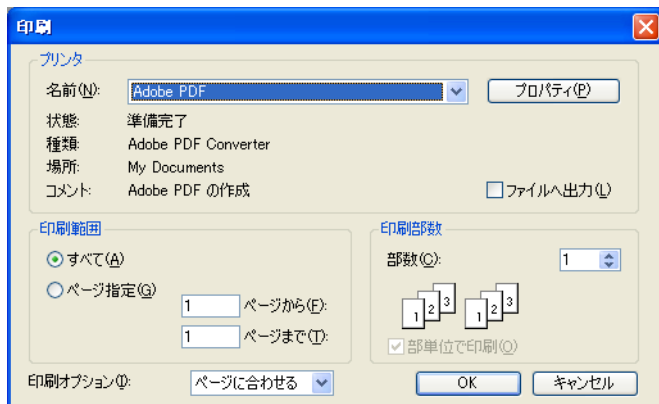 印刷
プリンタ
名前(N): Adobe PDF プロパティ(P)
状態: 準備完了
種類: Adobe PDF Converter
場所: My Documents
コメント: Adobe PDF の作成 ファイルへ出力(L)
印刷範囲
すべて(A)
ページ指定(G)
1 ページから(F):
1 ページまで(T):
印刷部数
部数(C): 1
1 2 3 1 2 3
部単位で印刷(O)
印刷オプション(I): ページに合わせる OK キャンセル